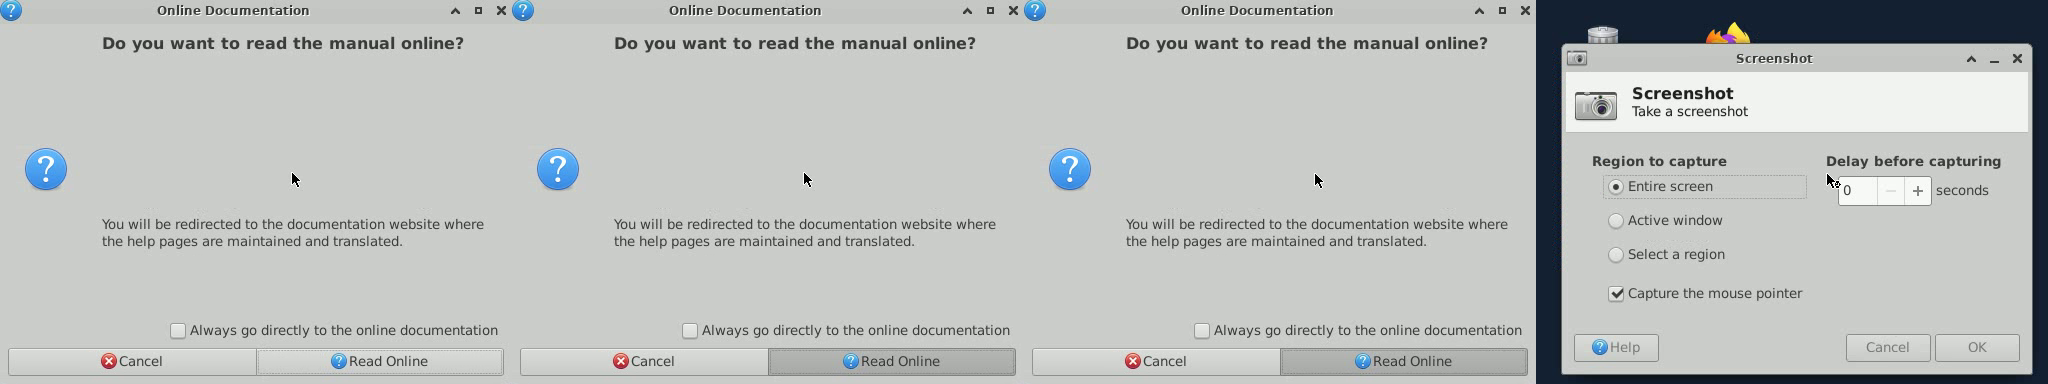 Online Documentation
Do you want to read the manual online?
You will be redirected to the documentation website where
the help pages are maintained and translated.
Always go directly to the online documentation
Cancel
Read Online
Online Documentation
Do you want to read the manual online?
You will be redirected to the documentation website where
the help pages are maintained and translated.
Always go directly to the online documentation
Cancel
Read Online
Online Documentation
Do you want to read the manual online?
You will be redirected to the documentation website where
the help pages are maintained and translated.
Always go directly to the online documentation
Cancel
Read Online
Screenshot
Screenshot
Take a screenshot
Region to capture
Entire screen
Active window
Select a region
Capture the mouse pointer
Delay before capturing
0 seconds
Help
Cancel
OK